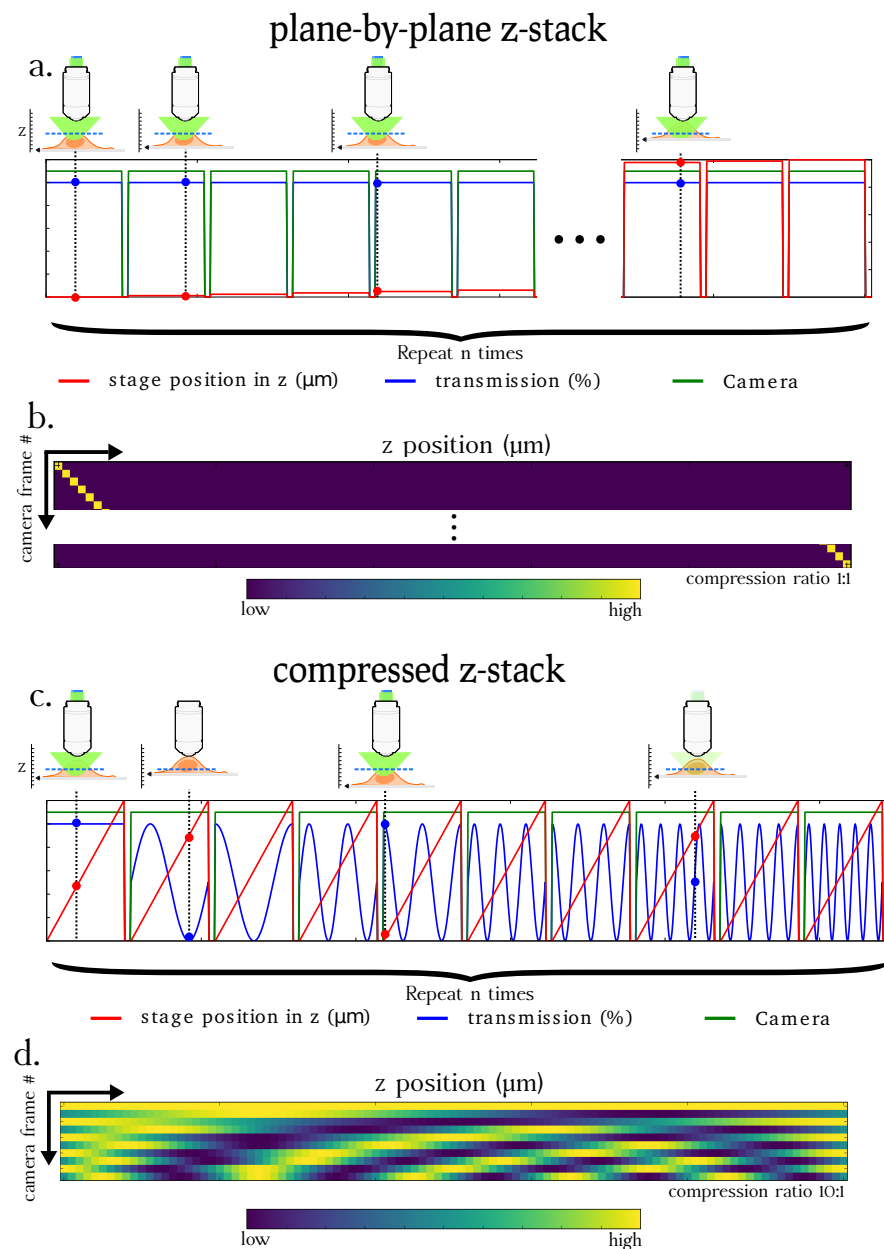 plane-by-plane z-stack
a.
z
Repeat n times
stage position in z (µm)
transmission (%)
Camera
b.
camera frame #
z position (µm)
compression ratio 1:1
low
high
compressed z-stack
c.
z
Repeat n times
stage position in z (µm)
transmission (%)
Camera
d.
camera frame #
z position (µm)
compression ratio 10:1
low
high